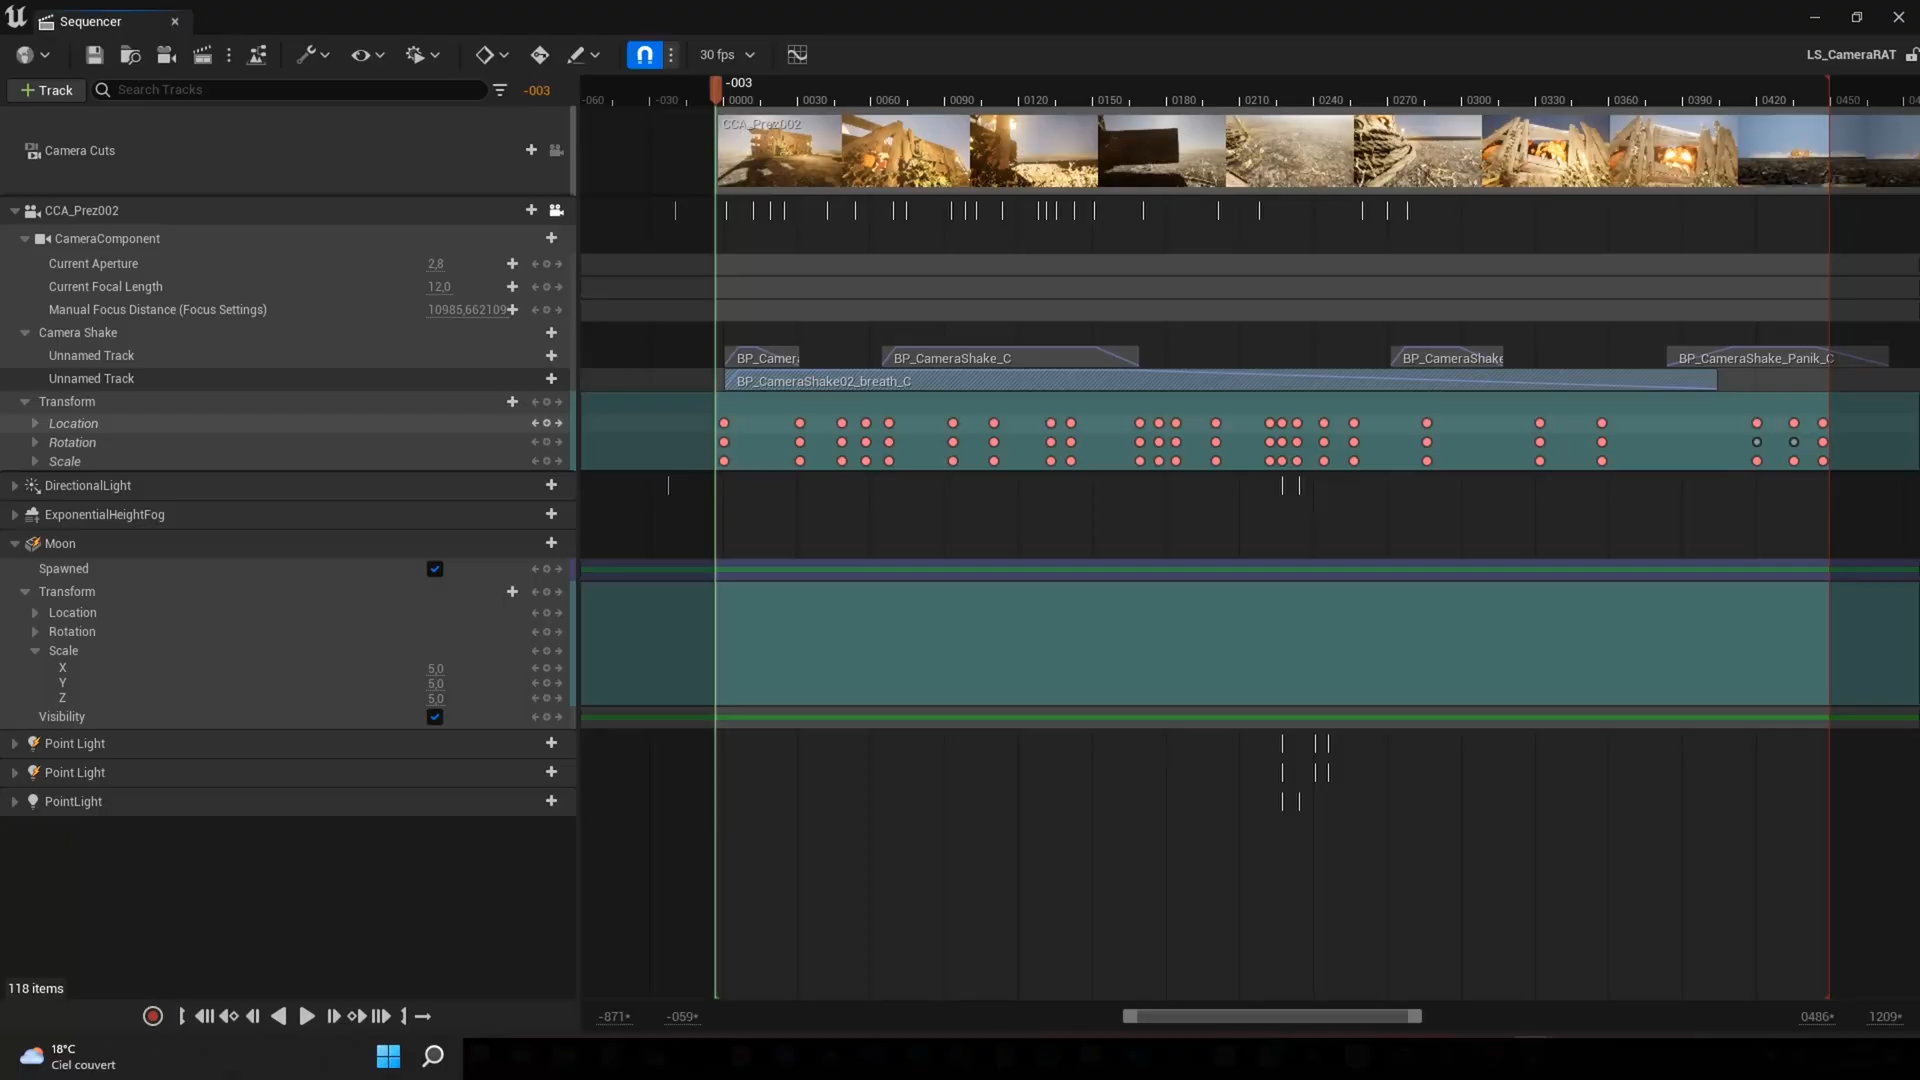 Sequencer
30 fps
LS_CameraRAT
Track
Search Tracks
-003
-003
-060 -030 0000 0030 0060 0090 0120 0150 0180 0210 0240 0270 0300 0330 0360 0390 0420 0450
Camera Cuts
CCA_Prez002
CCA_Prez002
CameraComponent
Current Aperture 2,8
Current Focal Length 12,0
Manual Focus Distance (Focus Settings) 10985,662109
Camera Shake
Unnamed Track
BP_Camera
BP_CameraShake_C
BP_CameraShake
BP_CameraShake_Panik_C
Unnamed Track
BP_CameraShake02_breath_C
Transform
Location
Rotation
Scale
DirectionalLight
ExponentialHeightFog
Moon
Spawned
Transform
Location
Rotation
Scale
X 5,0
Y 5,0
Z 5,0
Visibility
Point Light
Point Light
PointLight
118 items
-871*
-059*
0486*
1209*
18°C
Ciel couvert